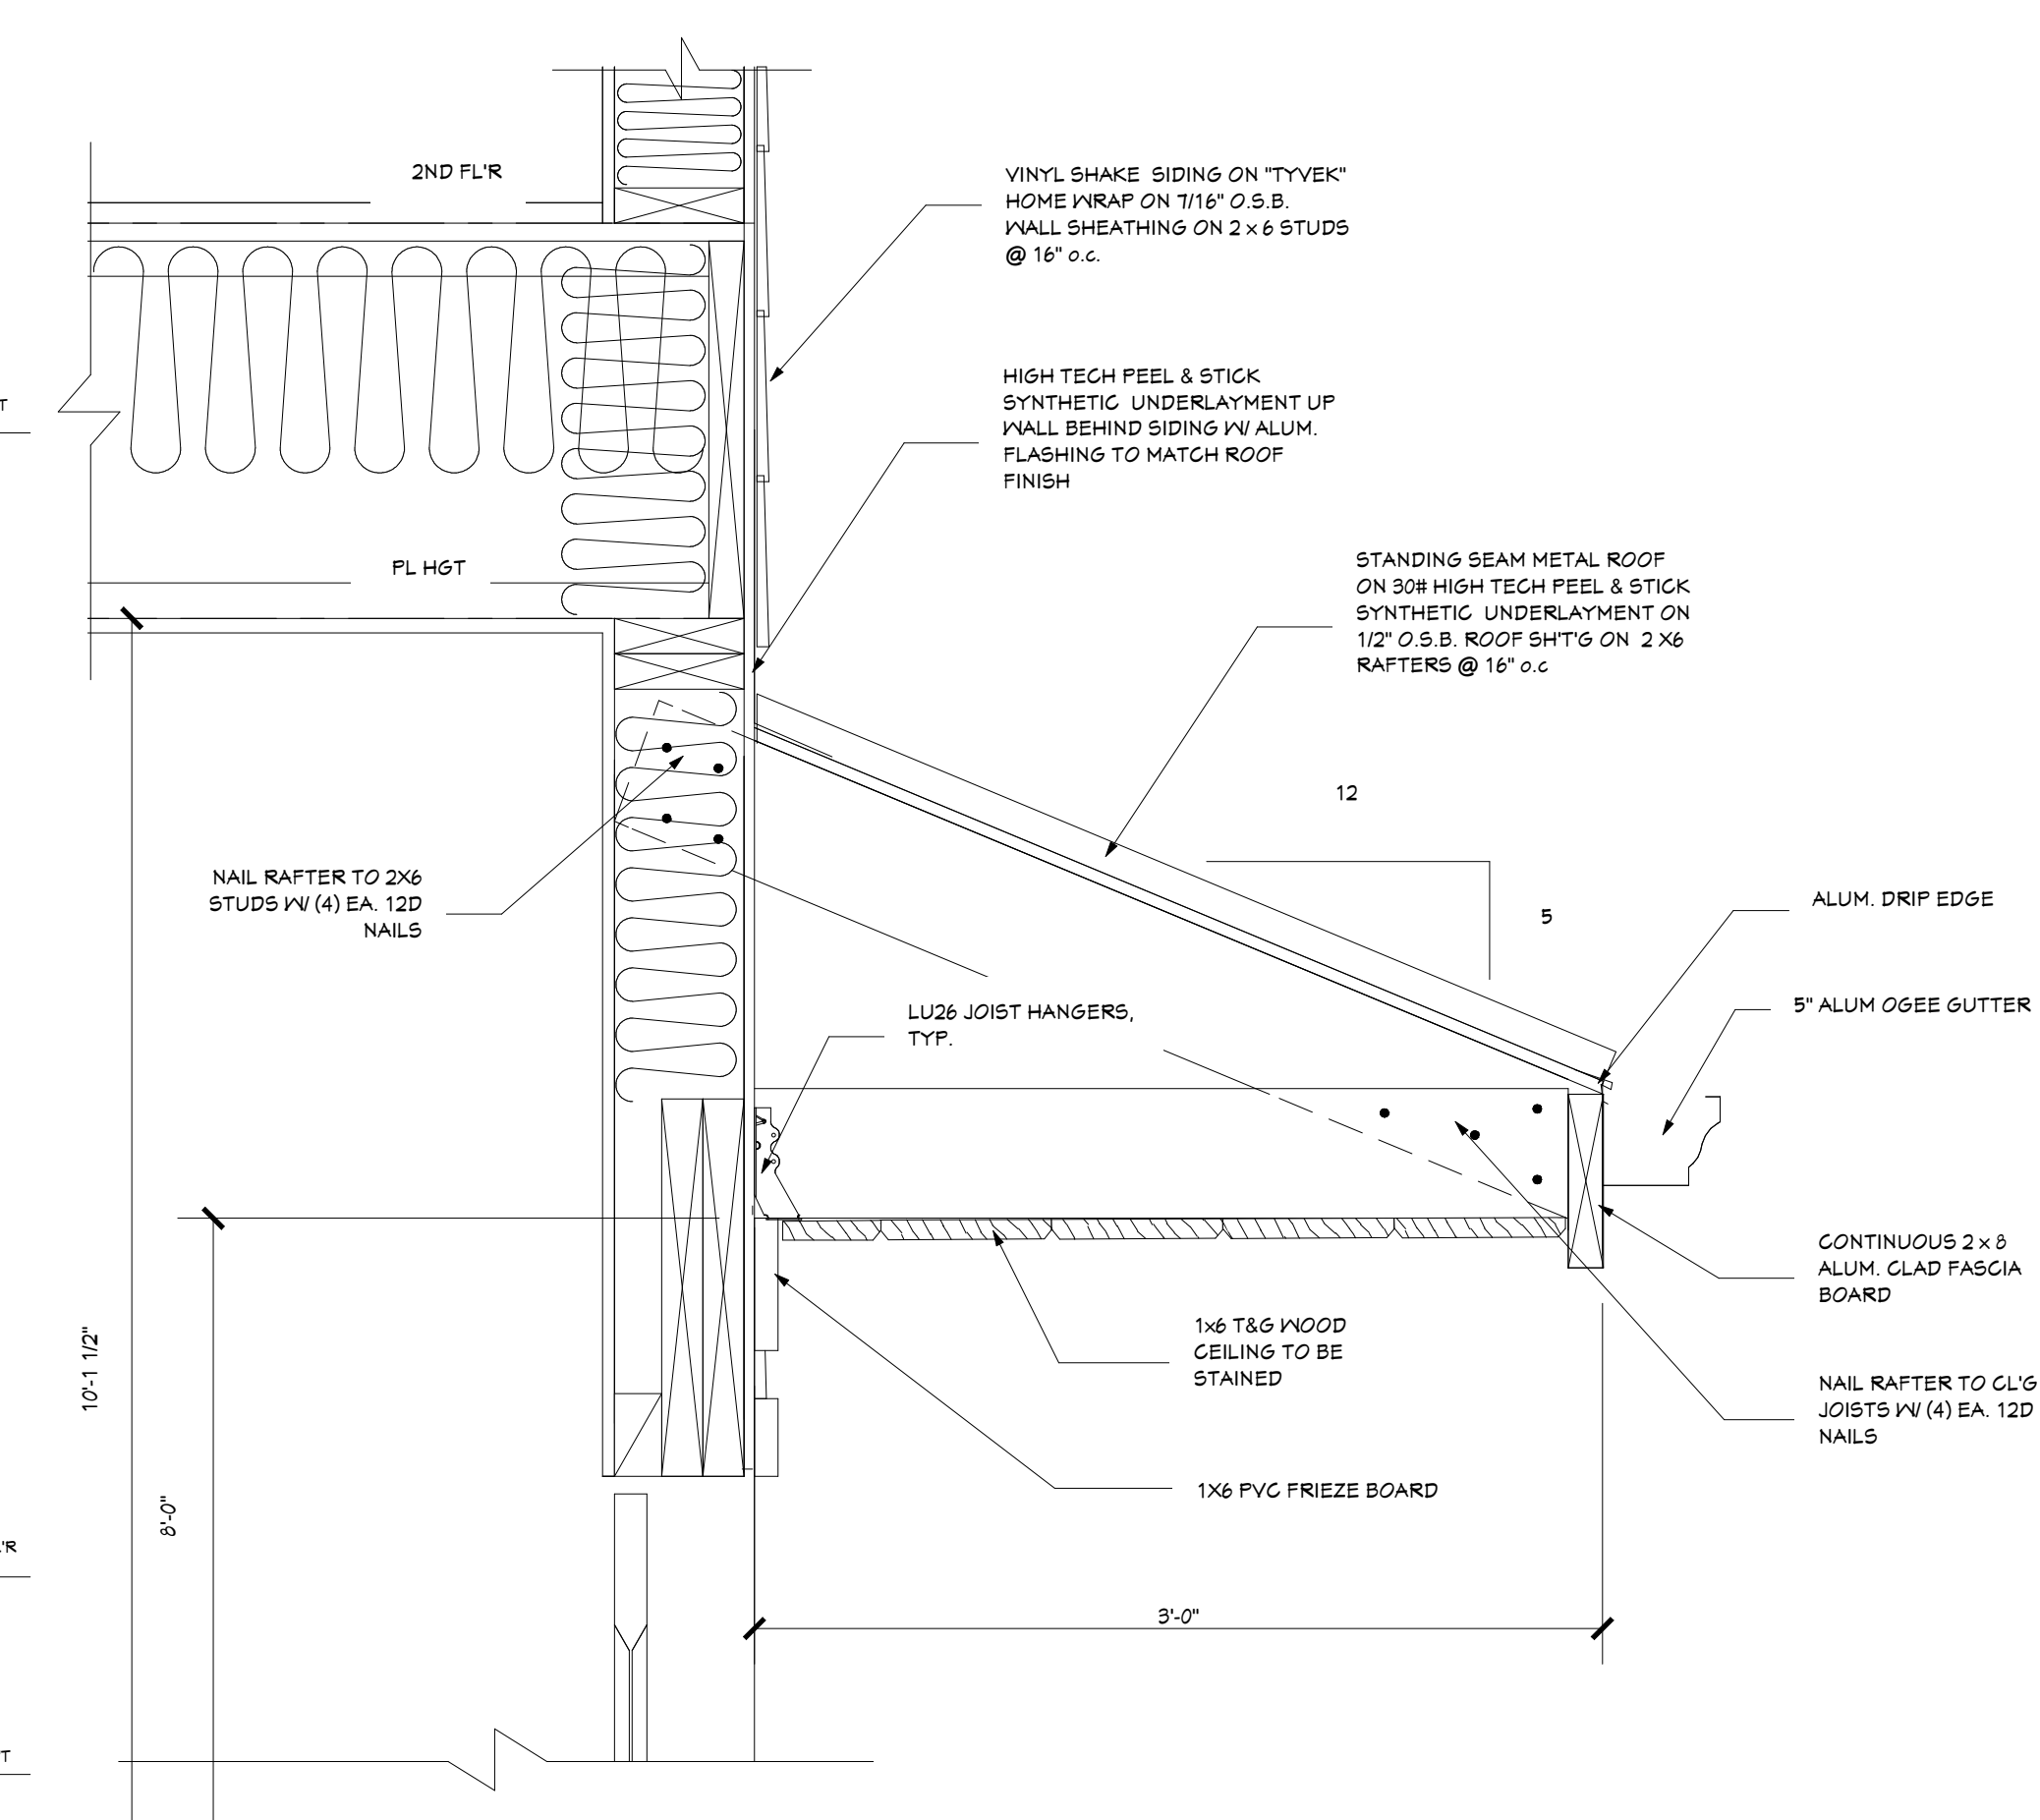 2ND FL'R
VINYL SHAKE SIDING ON "TYVEK"
HOME WRAP ON 7/16" O.S.B.
WALL SHEATHING ON 2 x 6 STUDS
@ 16" o.c.
HIGH TECH PEEL & STICK
SYNTHETIC UNDERLAYMENT UP
WALL BEHIND SIDING W/ ALUM.
FLASHING TO MATCH ROOF
FINISH
PL HGT
STANDING SEAM METAL ROOF
ON 30# HIGH TECH PEEL & STICK
SYNTHETIC UNDERLAYMENT ON
1/2" O.S.B. ROOF SH'T'G ON 2 X6
RAFTERS @ 16" o.c
12
5
NAIL RAFTER TO 2X6
STUDS W/ (4) EA. 12D
NAILS
ALUM. DRIP EDGE
5" ALUM OGEE GUTTER
LU26 JOIST HANGERS,
TYP.
CONTINUOUS 2 x 8
ALUM. CLAD FASCIA
BOARD
1x6 T&G WOOD
CEILING TO BE
STAINED
NAIL RAFTER TO CL'G
JOISTS W/ (4) EA. 12D
NAILS
1X6 PVC FRIEZE BOARD
10'-1 1/2"
8'-0"
3'-0"
T
'R
T